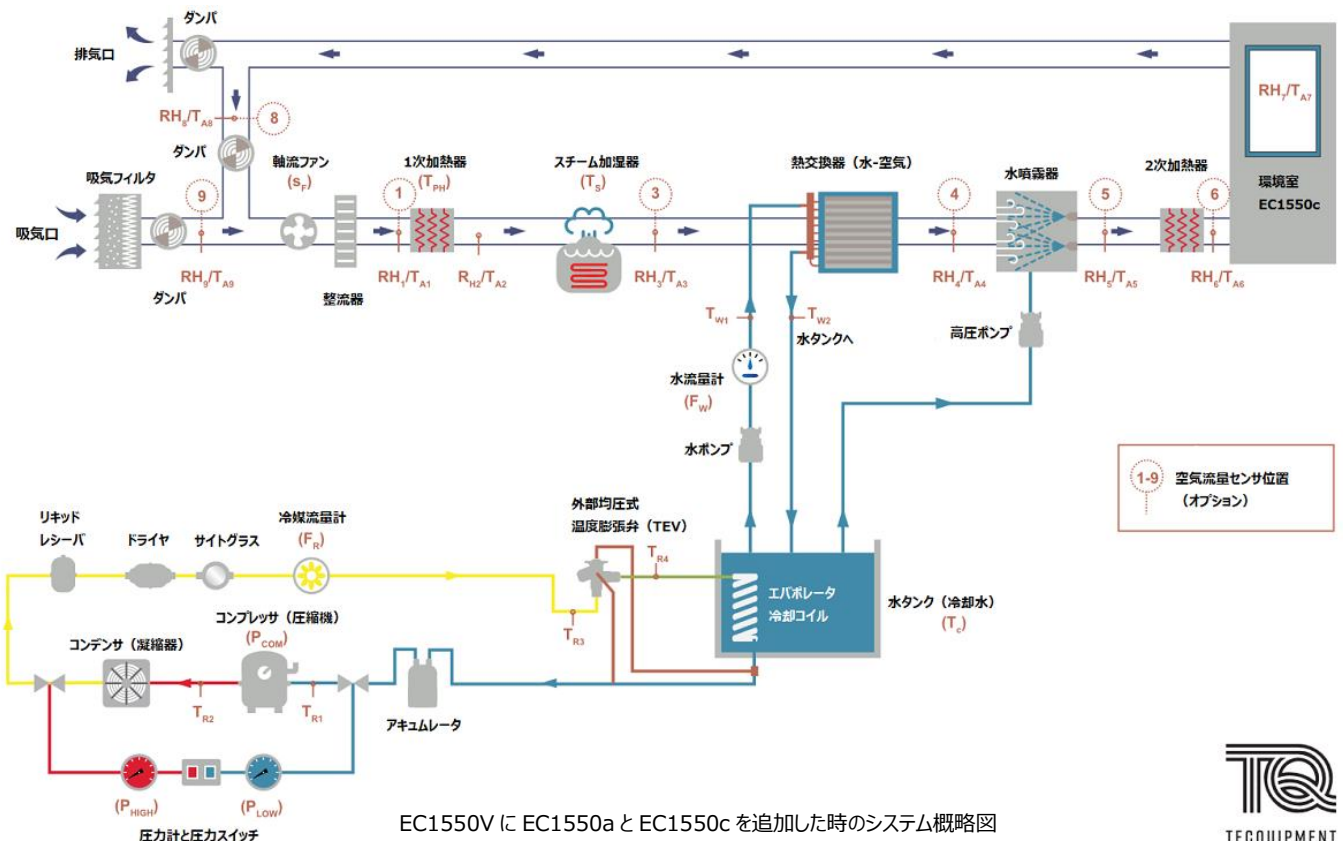 ダンパ
排気口
RH8/TA8
8
RH7/TA7
ダンパ
軸流ファン
(SF)
1次加熱器
(TPH)
スチーム加湿器
(TS)
熱交換器(水-空気)
水噴霧器
2次加熱器
環境室
EC1550c
吸気フィルタ
9
1
3
4
5
6
吸気口
RH9/TA9
ダンパ
整流器
RH1/TA1
RH2/TA2
RH3/TA3
RH4/TA4
RH5/TA5
RH6/TA6
TW1
TW2
水タンクへ
高圧ポンプ
水流量計
(FW)
水ポンプ
1-9
空気流量センサ位置
(オプション)
リキッド
レシーバ
ドライヤ
サイトグラス
冷媒流量計
(FR)
外部均圧式
温度膨張弁(TEV)
TR4
TR3
エバポレータ
冷却コイル
水タンク(冷却水)
(Tc)
コンデンサ(凝縮器)
コンプレッサ(圧縮機)
(PCOM)
TR2
TR1
アキュムレータ
(PHIGH)
(PLOW)
圧力計と圧力スイッチ
EC1550V に EC1550a と EC1550c を追加した時のシステム概略図
TQ
TECQUIPMENT